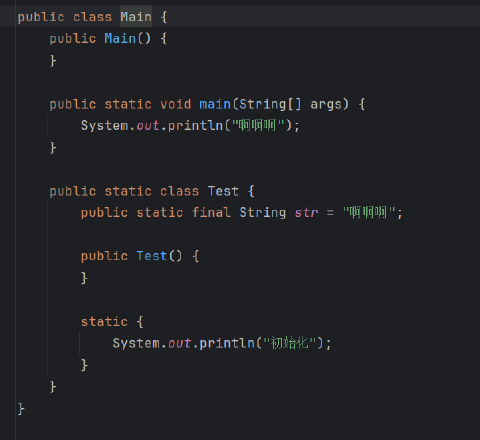 public class Main {
public Main() {
}
public static void main(String[] args) {
System.out.println("啊啊啊");
}
public static class Test {
public static final String str = "啊啊啊";
public Test() {
}
static {
System.out.println("初始化");
}
}
}